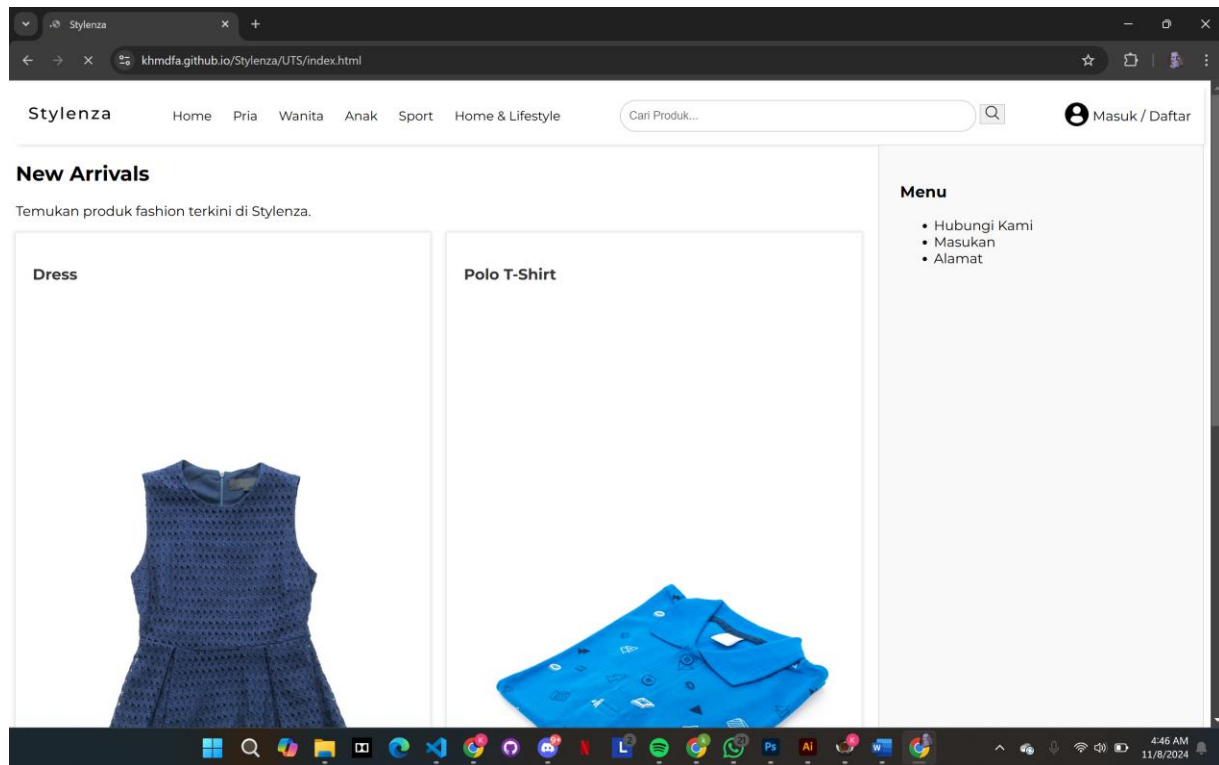 Stylenza
khmdfa.github.io/Stylenza/UTS/index.html
Stylenza Home Pria Wanita Anak Sport Home & Lifestyle Cari Produk... Masuk / Daftar
New Arrivals
Temukan produk fashion terkini di Stylenza.
Dress
Polo T-Shirt
Menu
Hubungi Kami
Masukan
Alamat
4:46 AM
11/8/2024